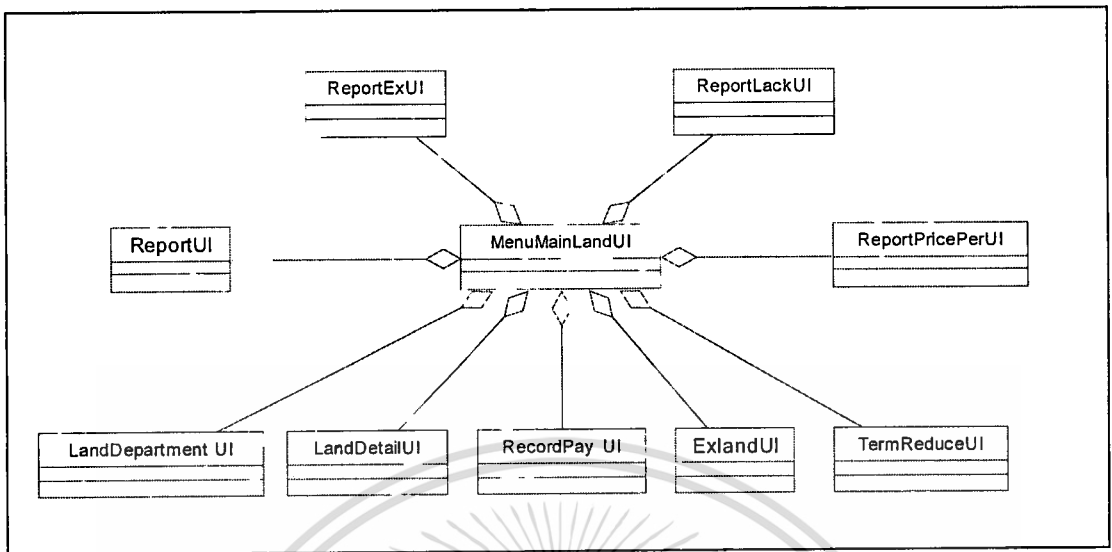 ReportExUI
ReportLackUI
ReportUI
MenuMainLandUI
ReportPricePerUI
LandDepartment UI
LandDetailUI
RecordPay UI
ExlandUI
TermReduceUI